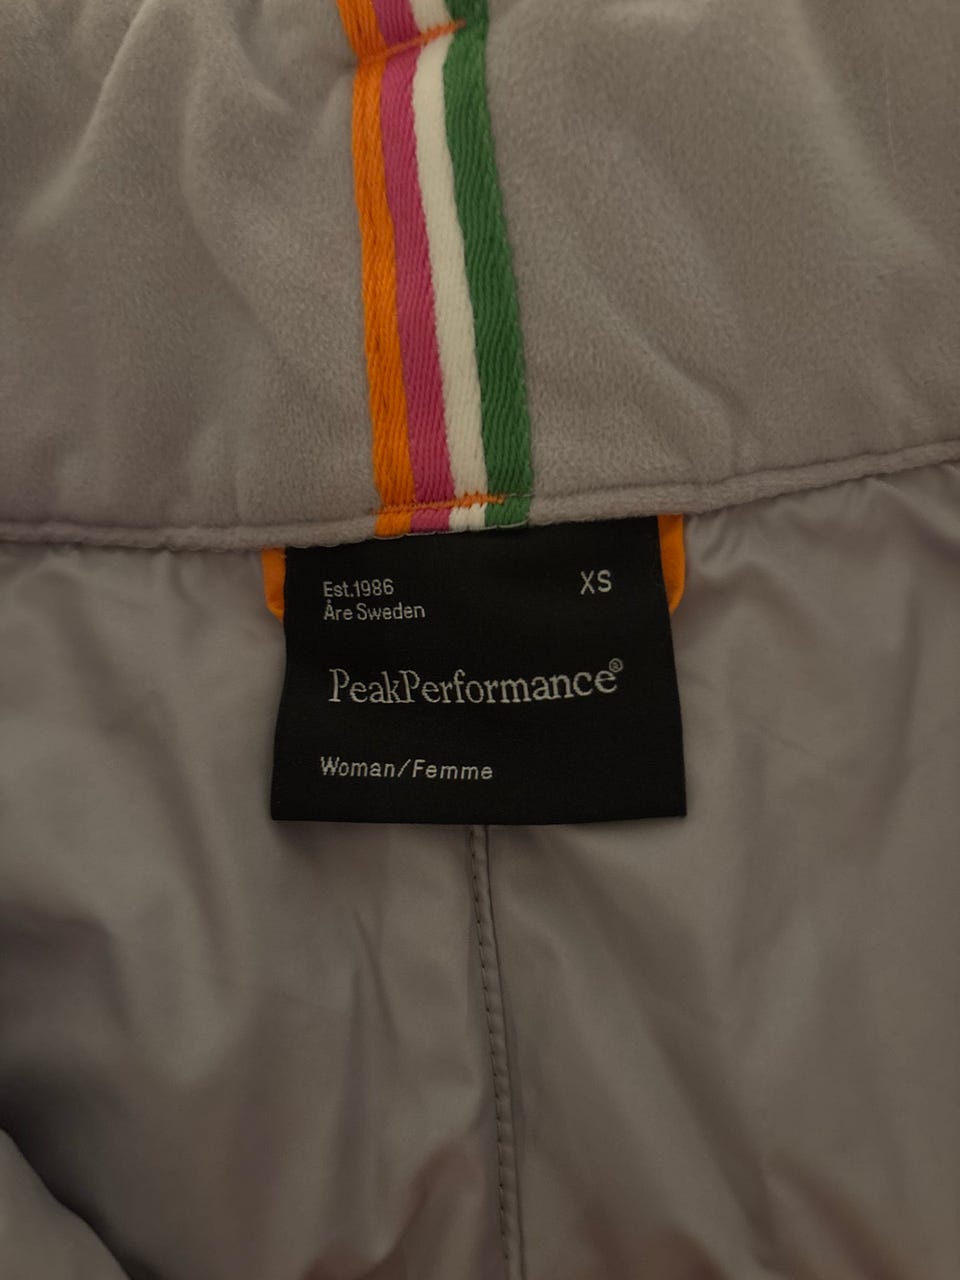 Est.1986
Åre Sweden
XS
PeakPerformance®
Woman/Femme